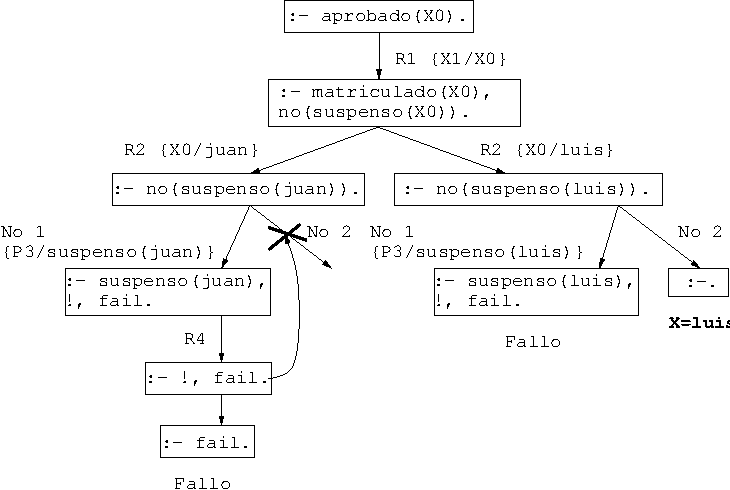 :- aprobado(X0).
R1 {X1/X0}
:- matriculado(X0),
no(suspenso(X0)).
R2 {X0/juan}
R2 {X0/luis}
:- no(suspenso(juan)).
:- no(suspenso(luis)).
No 1
{P3/suspenso(juan)}
No 2
No 1
{P3/suspenso(luis)}
No 2
:- suspenso(juan),
!, fail.
:- suspenso(luis),
!, fail.
:-.
X=luis
Fallo
R4
:- !, fail.
:- fail.
Fallo